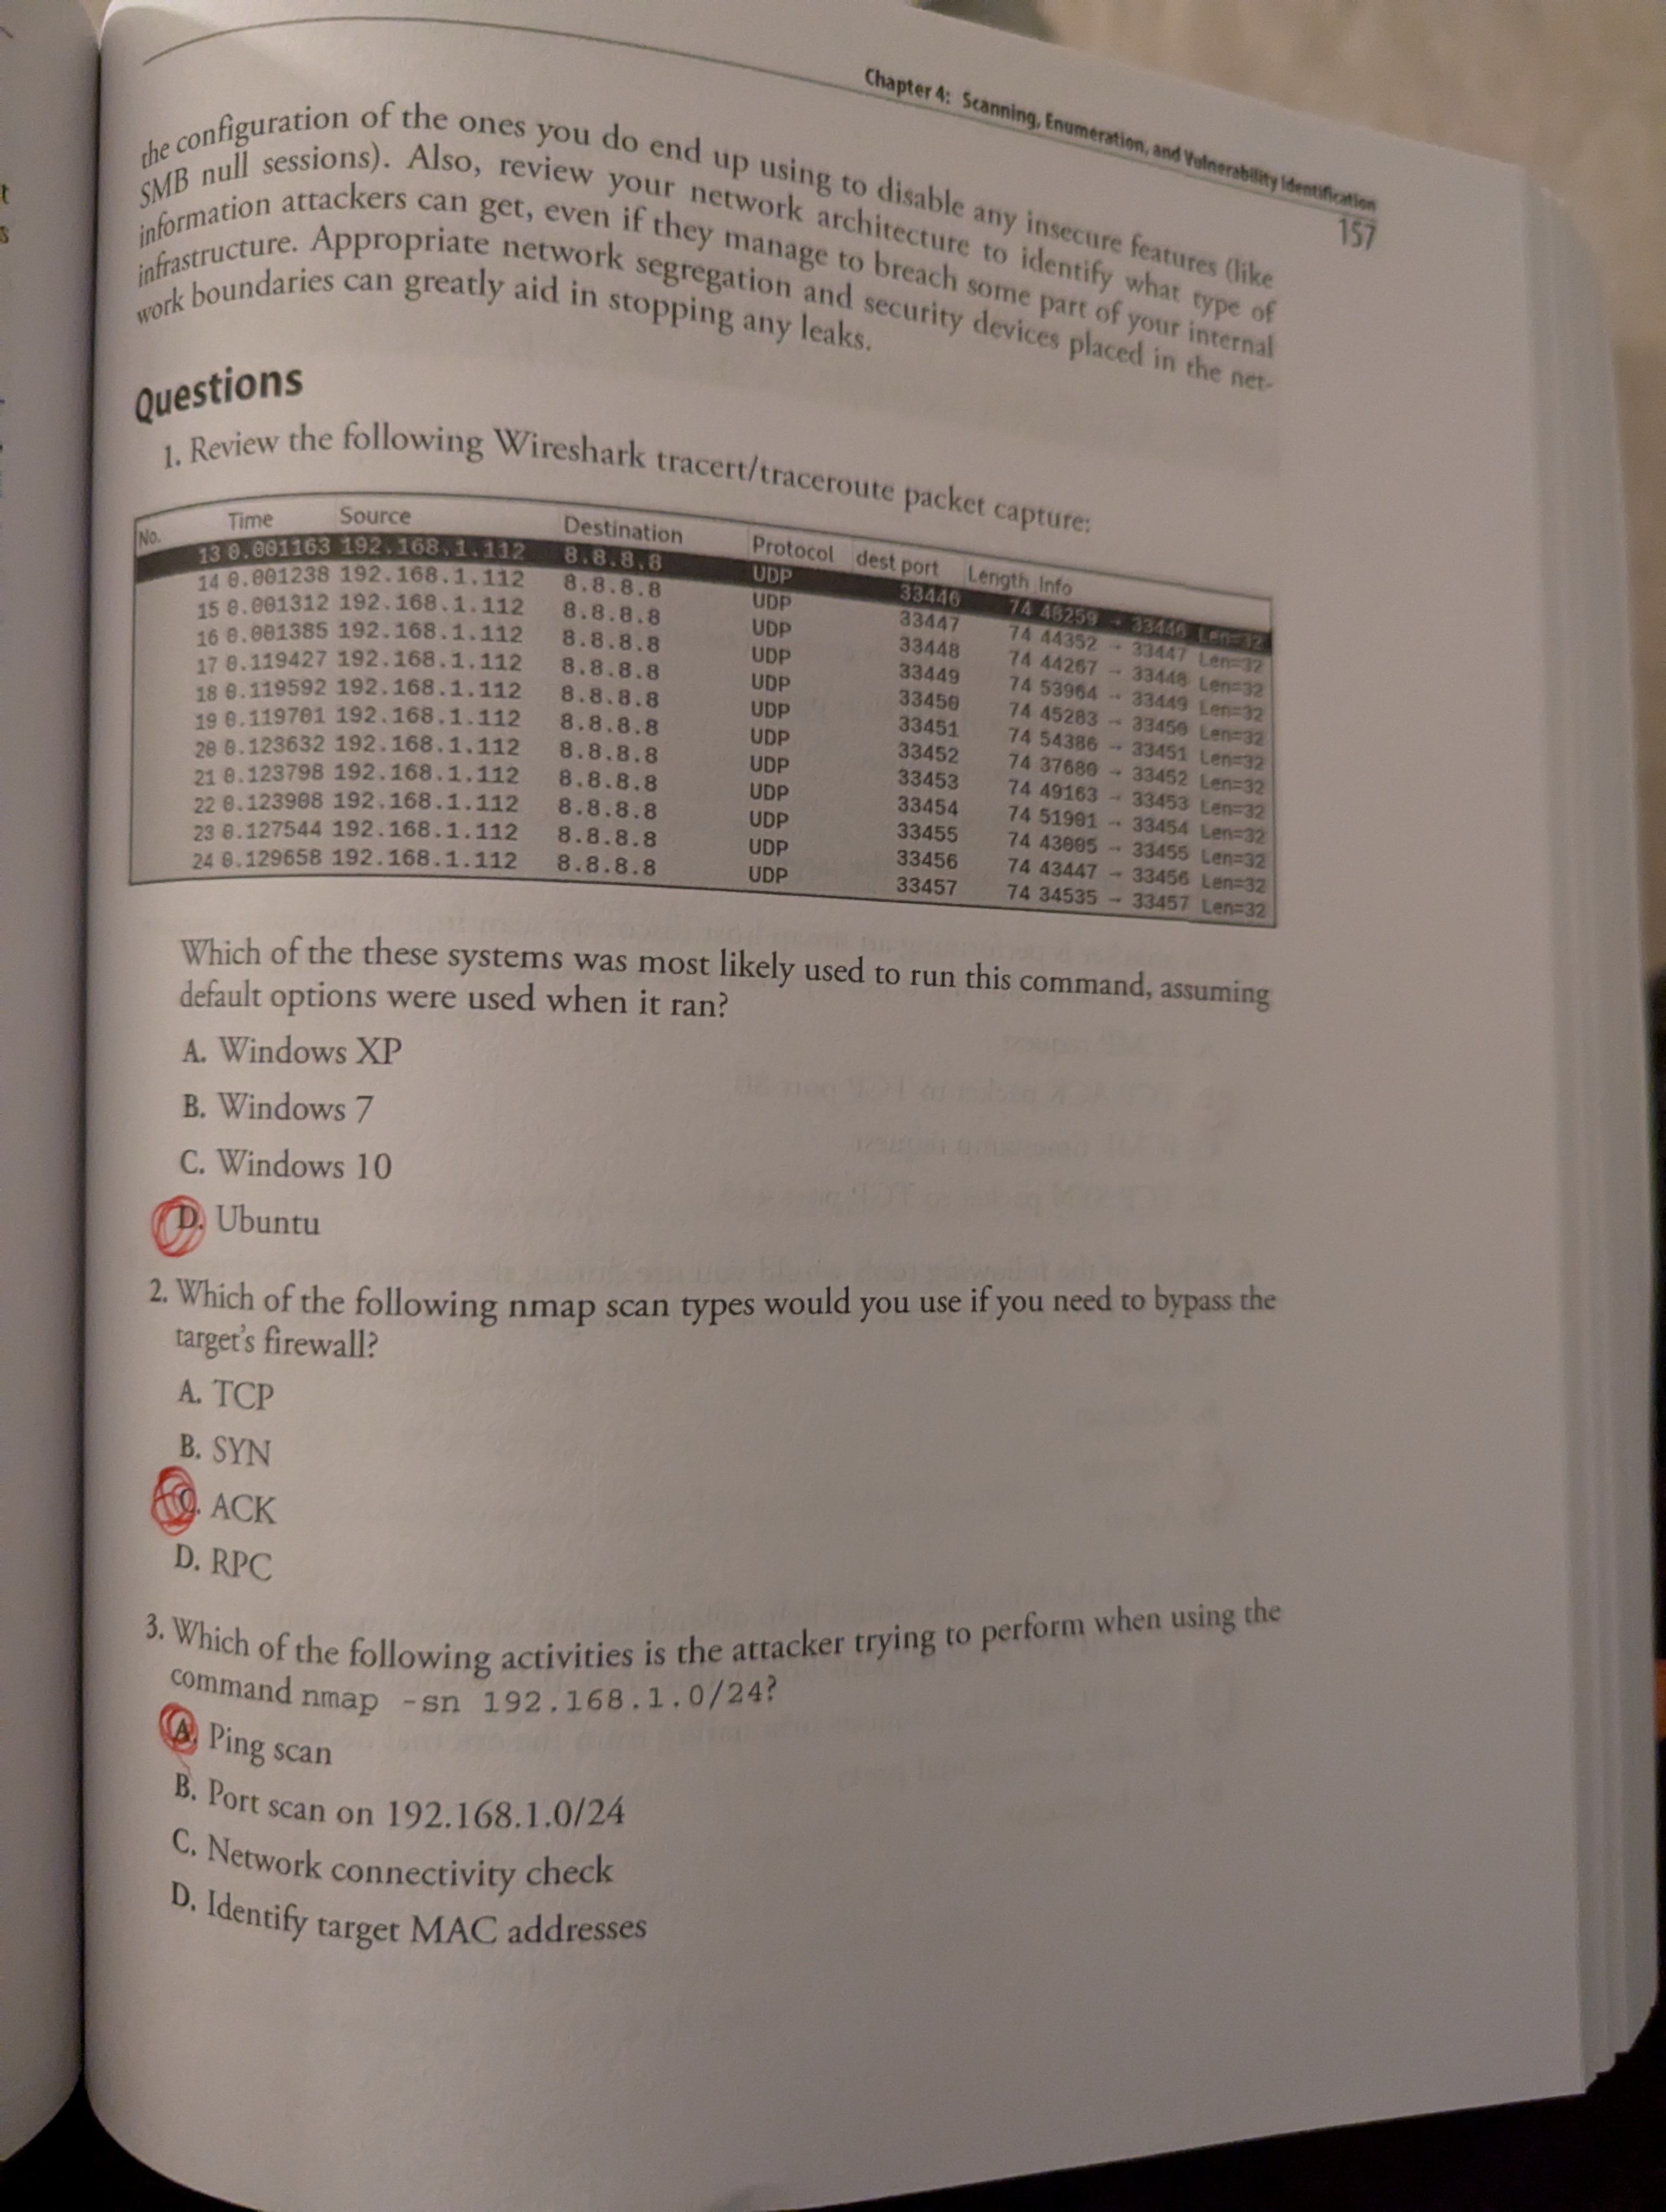 Chapter 4: Scanning, Enumeration, and Vulnerability Identification
157
the configuration of the ones you do end up using to disable any insecure features (like
SMB null sessions). Also, review your network architecture to identify what type of
information attackers can get, even if they manage to breach some part of your internal
infrastructure. Appropriate network segregation and security devices placed in the net-
work boundaries can greatly aid in stopping any leaks.
Questions
1. Review the following Wireshark tracert/traceroute packet capture:
No. Time Source Destination Protocol dest port Length Info
13 0.001163 192.168.1.112 8.8.8.8 UDP 33446 74 48259 → 33446 Len=32
14 0.001238 192.168.1.112 8.8.8.8 UDP 33447 74 44352 → 33447 Len=32
15 0.001312 192.168.1.112 8.8.8.8 UDP 33448 74 44267 → 33448 Len=32
16 0.001385 192.168.1.112 8.8.8.8 UDP 33449 74 53964 → 33449 Len=32
17 0.119427 192.168.1.112 8.8.8.8 UDP 33450 74 45283 → 33450 Len=32
18 0.119592 192.168.1.112 8.8.8.8 UDP 33451 74 54386 → 33451 Len=32
19 0.119701 192.168.1.112 8.8.8.8 UDP 33452 74 37680 → 33452 Len=32
20 0.123632 192.168.1.112 8.8.8.8 UDP 33453 74 49163 → 33453 Len=32
21 0.123798 192.168.1.112 8.8.8.8 UDP 33454 74 51901 → 33454 Len=32
22 0.123908 192.168.1.112 8.8.8.8 UDP 33455 74 43005 → 33455 Len=32
23 0.127544 192.168.1.112 8.8.8.8 UDP 33456 74 43447 → 33456 Len=32
24 0.129658 192.168.1.112 8.8.8.8 UDP 33457 74 34535 → 33457 Len=32
Which of the these systems was most likely used to run this command, assuming
default options were used when it ran?
A. Windows XP
B. Windows 7
C. Windows 10
D. Ubuntu
2. Which of the following nmap scan types would you use if you need to bypass the
target's firewall?
A. TCP
B. SYN
C. ACK
D. RPC
3. Which of the following activities is the attacker trying to perform when using the
command nmap -sn 192.168.1.0/24?
A. Ping scan
B. Port scan on 192.168.1.0/24
C. Network connectivity check
D. Identify target MAC addresses